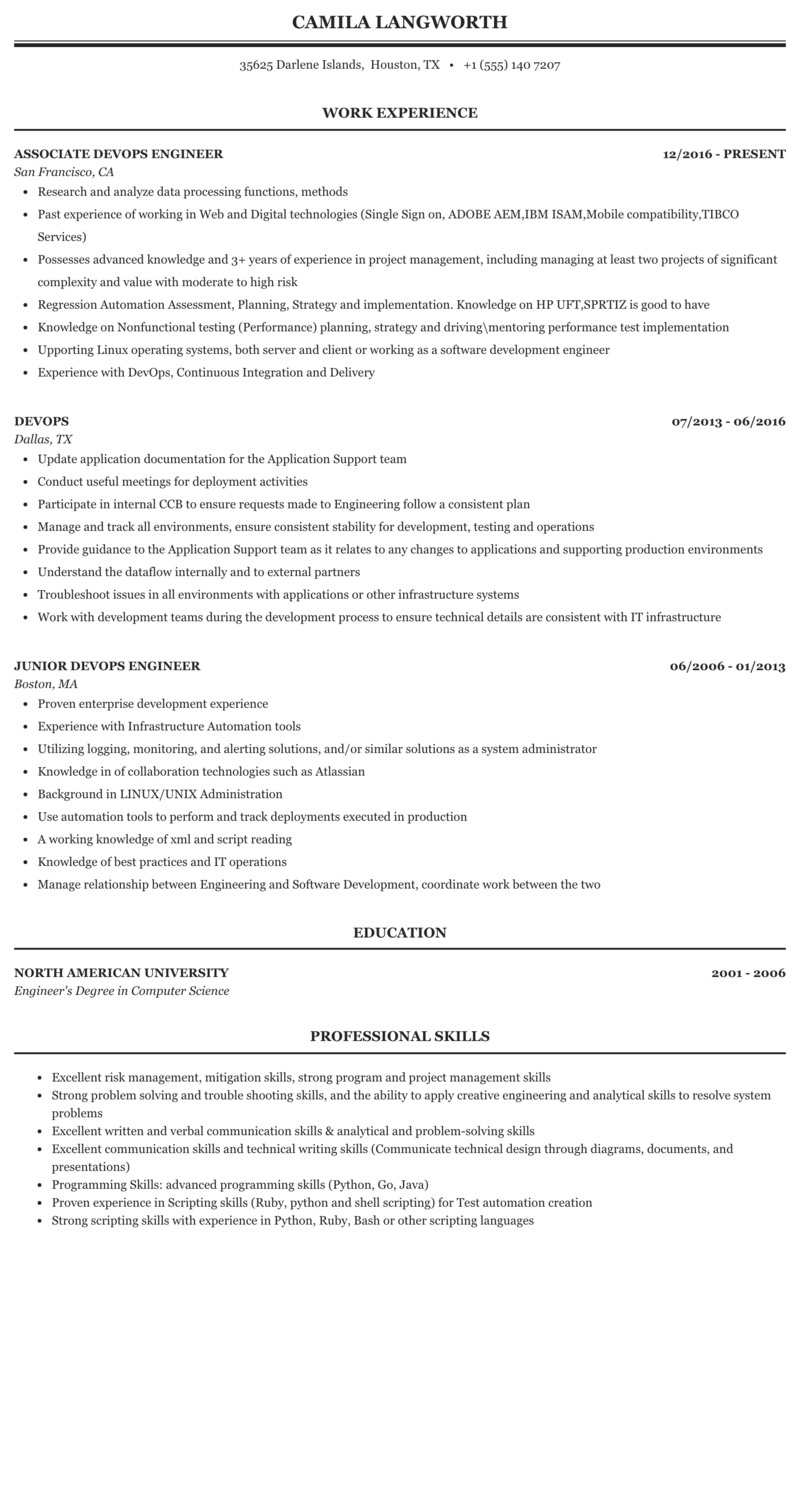 CAMILA LANGWORTH
35625 Darlene Islands, Houston, TX • +1 (555) 140 7207
WORK EXPERIENCE
ASSOCIATE DEVOPS ENGINEER 12/2016 - PRESENT
San Francisco, CA
• Research and analyze data processing functions, methods
• Past experience of working in Web and Digital technologies (Single Sign on, ADOBE AEM,IBM ISAM,Mobile compatibility,TIBCO
Services)
• Possesses advanced knowledge and 3+ years of experience in project management, including managing at least two projects of significant
complexity and value with moderate to high risk
• Regression Automation Assessment, Planning, Strategy and implementation. Knowledge on HP UFT,SPRTIZ is good to have
• Knowledge on Nonfunctional testing (Performance) planning, strategy and driving\mentoring performance test implementation
• Upporting Linux operating systems, both server and client or working as a software development engineer
• Experience with DevOps, Continuous Integration and Delivery
DEVOPS 07/2013 - 06/2016
Dallas, TX
• Update application documentation for the Application Support team
• Conduct useful meetings for deployment activities
• Participate in internal CCB to ensure requests made to Engineering follow a consistent plan
• Manage and track all environments, ensure consistent stability for development, testing and operations
• Provide guidance to the Application Support team as it relates to any changes to applications and supporting production environments
• Understand the dataflow internally and to external partners
• Troubleshoot issues in all environments with applications or other infrastructure systems
• Work with development teams during the development process to ensure technical details are consistent with IT infrastructure
JUNIOR DEVOPS ENGINEER 06/2006 - 01/2013
Boston, MA
• Proven enterprise development experience
• Experience with Infrastructure Automation tools
• Utilizing logging, monitoring, and alerting solutions, and/or similar solutions as a system administrator
• Knowledge in of collaboration technologies such as Atlassian
• Background in LINUX/UNIX Administration
• Use automation tools to perform and track deployments executed in production
• A working knowledge of xml and script reading
• Knowledge of best practices and IT operations
• Manage relationship between Engineering and Software Development, coordinate work between the two
EDUCATION
NORTH AMERICAN UNIVERSITY 2001 - 2006
Engineer's Degree in Computer Science
PROFESSIONAL SKILLS
• Excellent risk management, mitigation skills, strong program and project management skills
• Strong problem solving and trouble shooting skills, and the ability to apply creative engineering and analytical skills to resolve system
problems
• Excellent written and verbal communication skills & analytical and problem-solving skills
• Excellent communication skills and technical writing skills (Communicate technical design through diagrams, documents, and
presentations)
• Programming Skills: advanced programming skills (Python, Go, Java)
• Proven experience in Scripting skills (Ruby, python and shell scripting) for Test automation creation
• Strong scripting skills with experience in Python, Ruby, Bash or other scripting languages